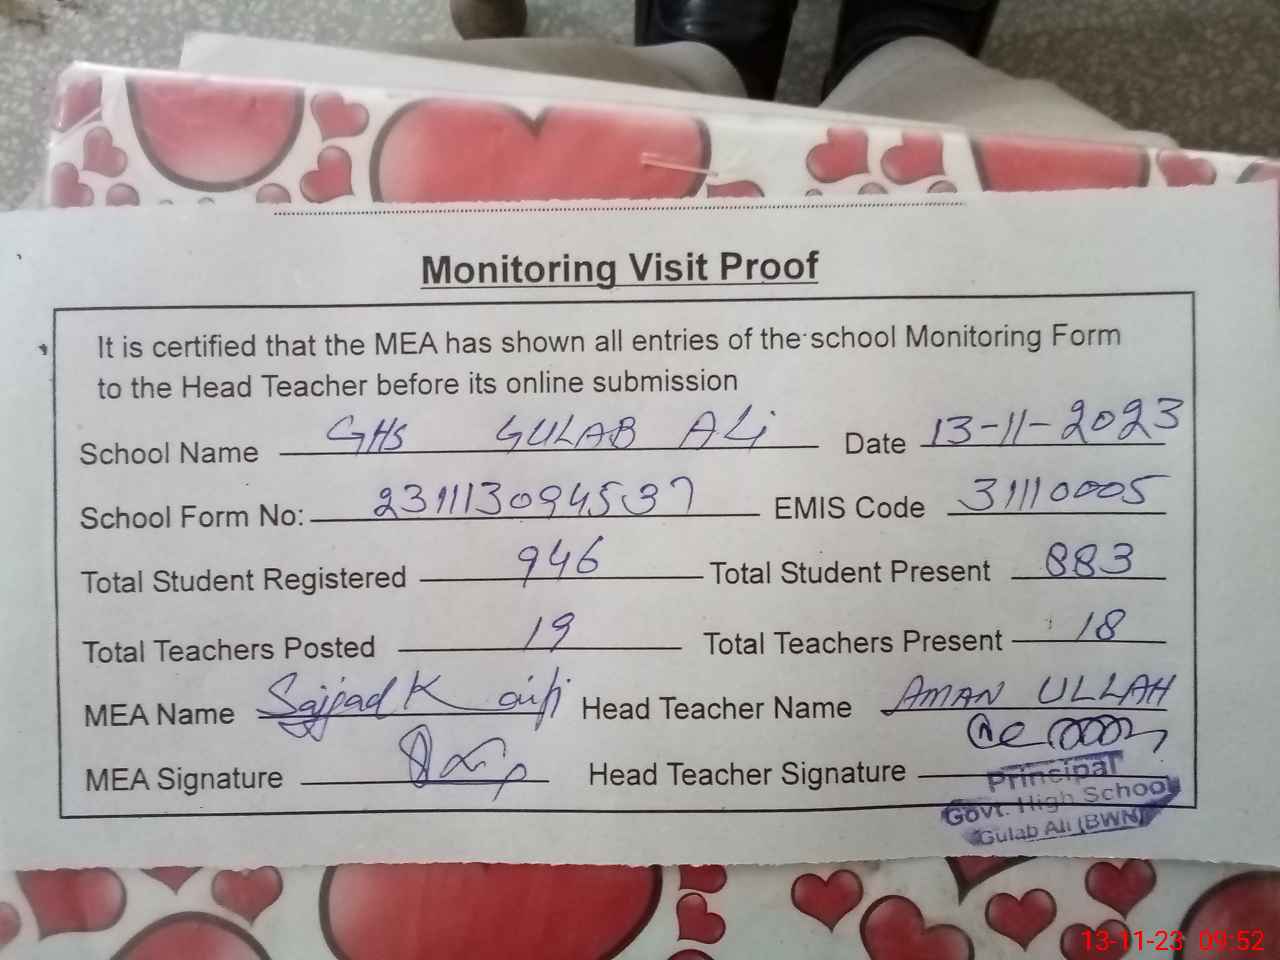 Monitoring Visit Proof
It is certified that the MEA has shown all entries of the school Monitoring Form
to the Head Teacher before its online submission
School Name GHS GULAB ALi Date 13-11-2023
School Form No: 231113094537 EMIS Code 31110005
Total Student Registered 946 Total Student Present 883
Total Teachers Posted 19 Total Teachers Present 18
MEA Name Sajjad K Head Teacher Name AMAN ULLAH
MEA Signature Head Teacher Signature
Principal
Govt. High School
Gulab Ali (BWN)
13-11-23 09:52